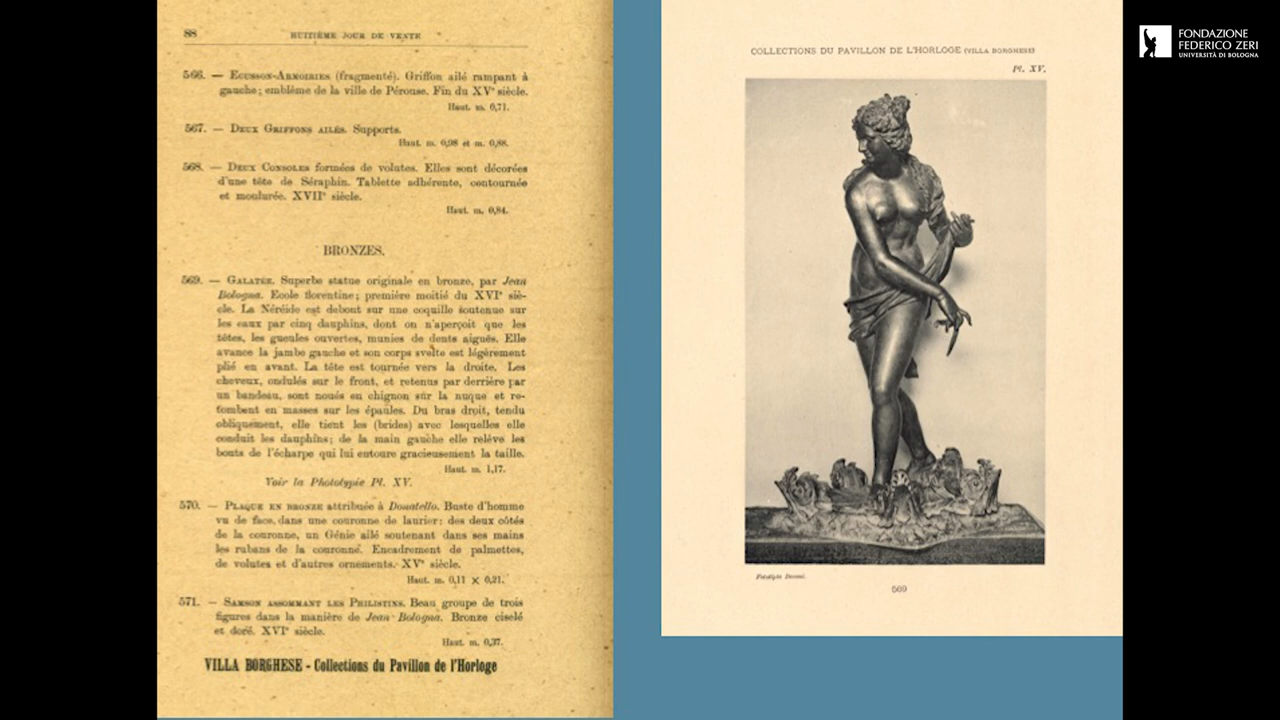 88
HUITIÈME JOUR DE VENTE
566. — ECUSSON-ARMOIRIES (fragmenté). Griffon ailé rampant à
gauche; emblème de la ville de Pérouse. Fin du XVe siècle.
Haut. m. 0,71.
567. — DEUX GRIFFONS AILÉS. Supports.
Haut. m. 0,98 et m. 0,88.
568. — DEUX CONSOLES formées de volutes. Elles sont décorées
d'une tête de Séraphin. Tablette adhérente, contournée
et moulurée. XVIIe siècle.
Haut. m. 0,84.
BRONZES.
569. — GALATÉE. Superbe statue originale en bronze, par Jean
Bologna. Ecole florentine; première moitié du XVIe siè-
cle. La Néréide est debout sur une coquille soutenue sur
les eaux par cinq dauphins, dont on n'aperçoit que les
têtes, les gueules ouvertes, munies de dents aiguës. Elle
avance la jambe gauche et son corps svelte est légèrement
plié en avant. La tête est tournée vers la droite. Les
cheveux, ondulés sur le front, et retenus par derrière par
un bandeau, sont noués en chignon sur la nuque et re-
tombent en masses sur les épaules. Du bras droit, tendu
obliquement, elle tient les (brides) avec lesquelles elle
conduit les dauphins; de la main gauche elle relève les
bouts de l'écharpe qui lui entoure gracieusement la taille.
Haut. m. 1,17.
Voir la Phototypie Pl. XV.
570. — PLAQUE EN BRONZE attribuée à Donatello. Buste d'homme
vu de face, dans une couronne de laurier: des deux côtés
de la couronne, un Génie ailé soutenant dans ses mains
les rubans de la couronne. Encadrement de palmettes,
de volutes et d'autres ornements. XVe siècle.
Haut. m. 0,11 × 0,21.
571. — SAMSON ASSOMMANT LES PHILISTINS. Beau groupe de trois
figures dans la manière de Jean Bologna. Bronze ciselé
et doré. XVIe siècle.
Haut. m. 0,37.
VILLA BORGHESE - Collections du Pavillon de l'Horloge
COLLECTIONS DU PAVILLON DE L'HORLOGE (VILLA BORGHESE)
Pl. XV.
Fototipia Danesi.
569
FONDAZIONE
FEDERICO ZERI
UNIVERSITÀ DI BOLOGNA